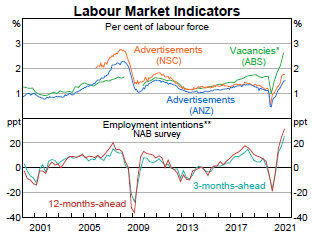 Labour Market Indicators
% Per cent of labour force %
Advertisements
(NSC)
Vacancies*
(ABS)
3 3
2 2
1 1
Advertisements
(ANZ)
ppt Employment intentions** ppt
NAB survey
20 20
0 0
-20 -20
-40 -40
3-months-ahead
12-months-ahead
2001 2005 2009 2013 2017 2021